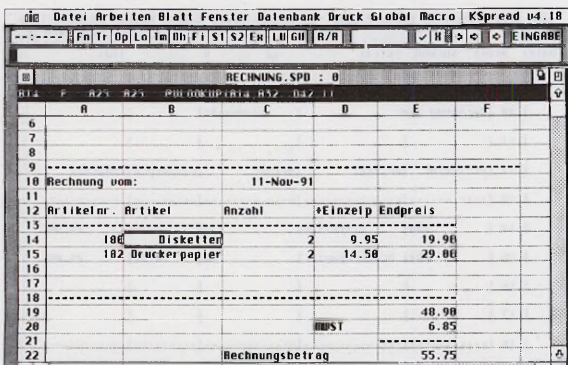 Datei Arbeiten Blatt Fenster Datenbank Druck Global Macro KSpread v4.18
--:---- Fn Tr Op Lo Im Db Fi S1 S2 Ex LU GU R/A EINGABE
RECHNUNG.SPD : 0
A B C D E F
6
7
8
9
10 Rechnung vom: 11-Nov-91
11
12 Artikelnr. Artikel Anzahl *Einzelp Endpreis
13
14 100 Disketten 2 9.95 19.90
15 102 Druckerpapier 2 14.50 29.00
16
17
18
19 48.90
20 MWST 6.85
21
22 Rechnungsbetrag 55.75